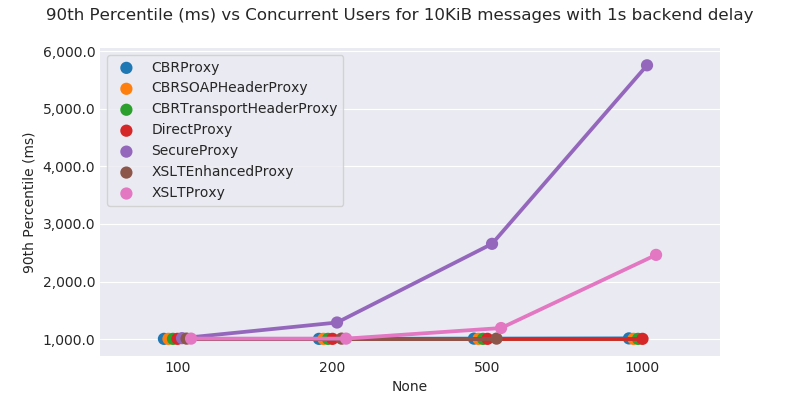 90th Percentile (ms) vs Concurrent Users for 10KiB messages with 1s backend delay
6,000.0
5,000.0
4,000.0
3,000.0
2,000.0
1,000.0
90th Percentile (ms)
CBRProxy
CBRSOAPHeaderProxy
CBRTransportHeaderProxy
DirectProxy
SecureProxy
XSLTEnhancedProxy
XSLTProxy
100 200 500 1000
None